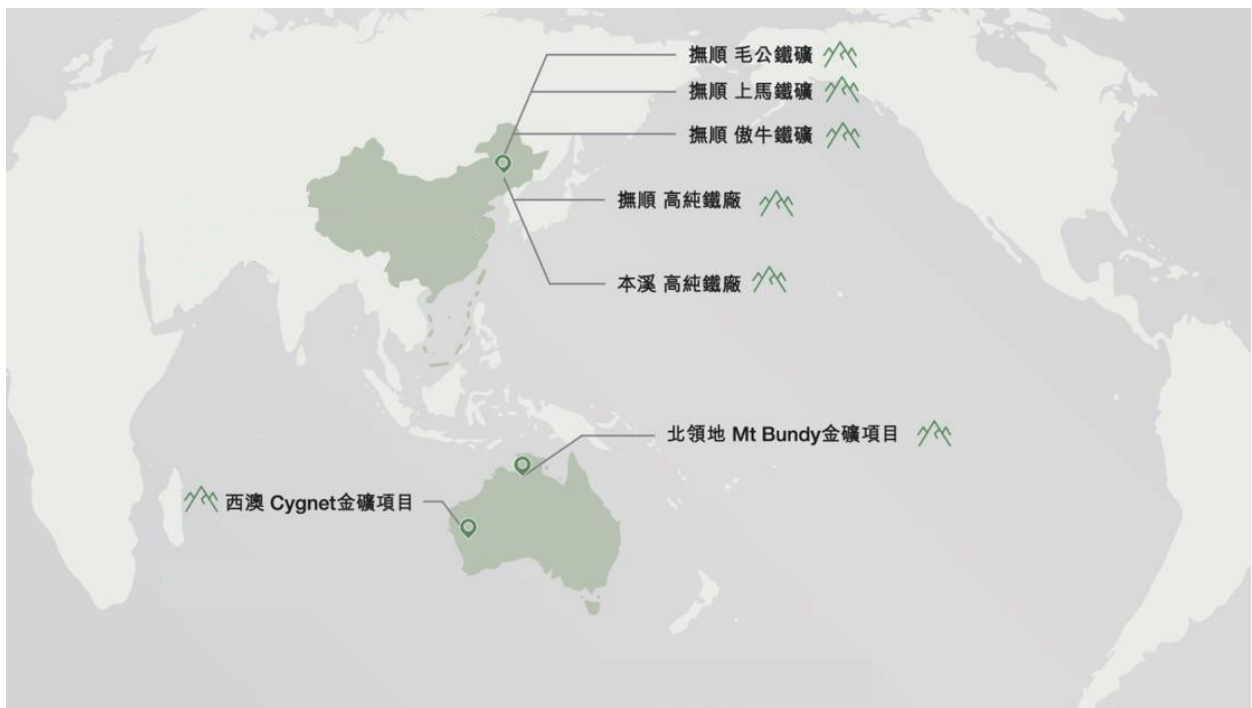 撫順 毛公鐵礦
撫順 上馬鐵礦
撫順 傲牛鐵礦
撫順 高純鐵廠
本溪 高純鐵廠
北領地 Mt Bundy金礦項目
西澳 Cygnet金礦項目